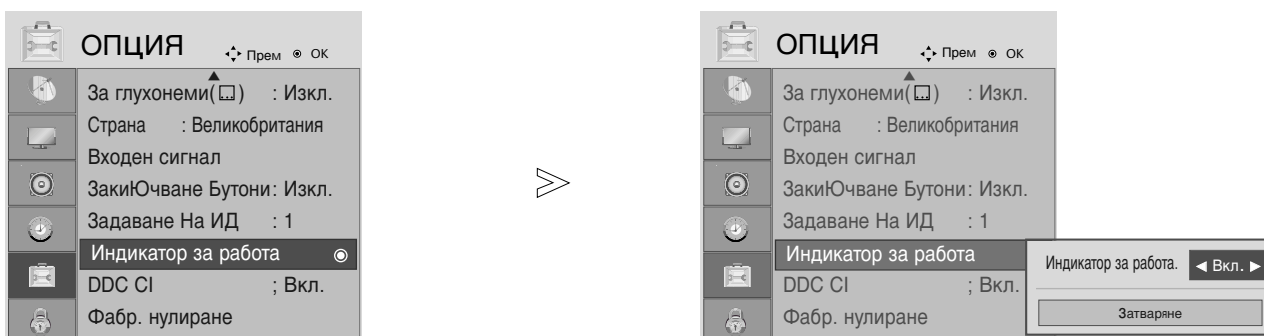 ОПЦИЯ Прем ОК
За глухонеми( ) : Изкл.
Страна : Великобритания
Входен сигнал
ЗакиЮчване Бутони: Изкл.
Задаване На ИД : 1
Индикатор за работа
DDC CI ; Вкл.
Фабр. нулиране
ОПЦИЯ Прем ОК
За глухонеми( ) : Изкл.
Страна : Великобритания
Входен сигнал
ЗакиЮчване Бутони: Изкл.
Задаване На ИД : 1
Индикатор за работа
DDC CI ; Вкл.
Фабр. нулиране
Индикатор за работа. ◄ Вкл. ►
Затваряне